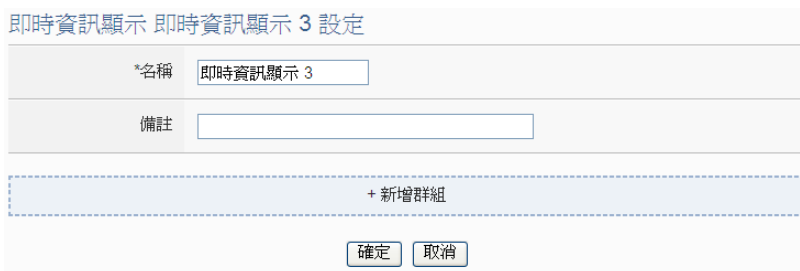 即時資訊顯示 即時資訊顯示 3 設定
*名稱 即時資訊顯示 3
備註
+ 新增群組
確定 取消